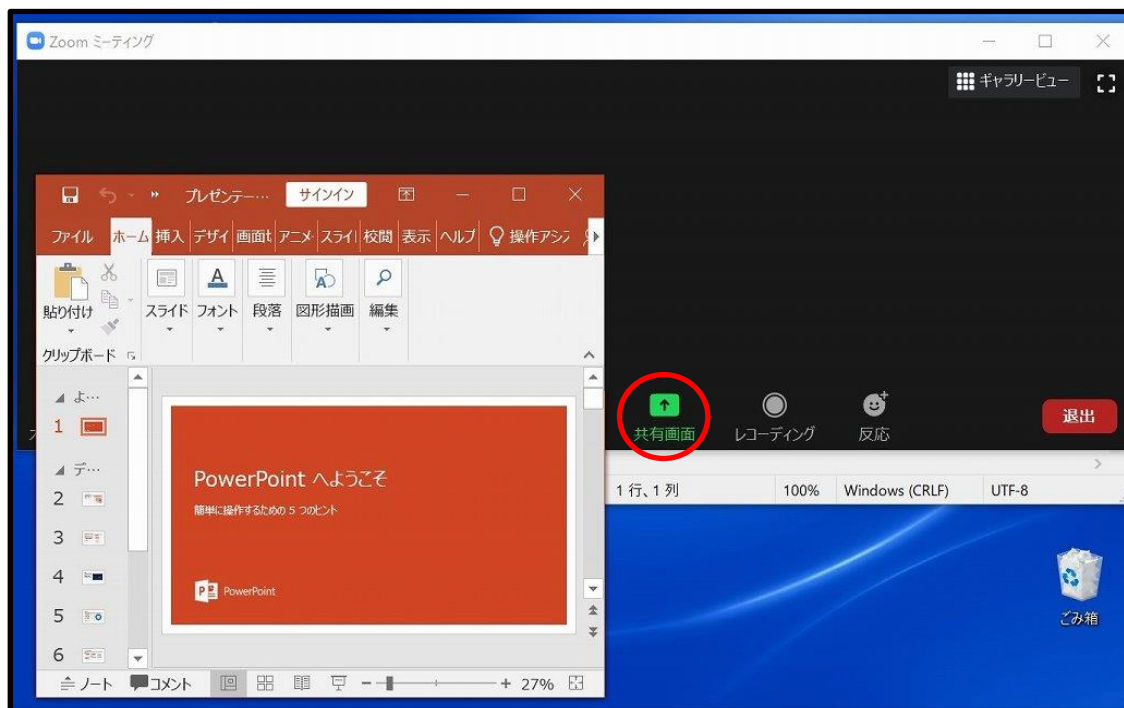 Zoom ミーティング
ギャラリービュー
プレゼンテー… サインイン
ファイル ホーム 挿入 デザイ 画面 アニメ スライ 校閲 表示 ヘルプ 操作アシ
貼り付け スライド フォント 段落 図形描画 編集
クリップボード
よ…
1
デ…
2
3
4
5
6
PowerPoint へようこそ
簡単に操作するための 5 つのヒント
PowerPoint
ノート コメント 27%
共有画面 レコーディング 反応 退出
1 行、1 列 100% Windows (CRLF) UTF-8
ごみ箱